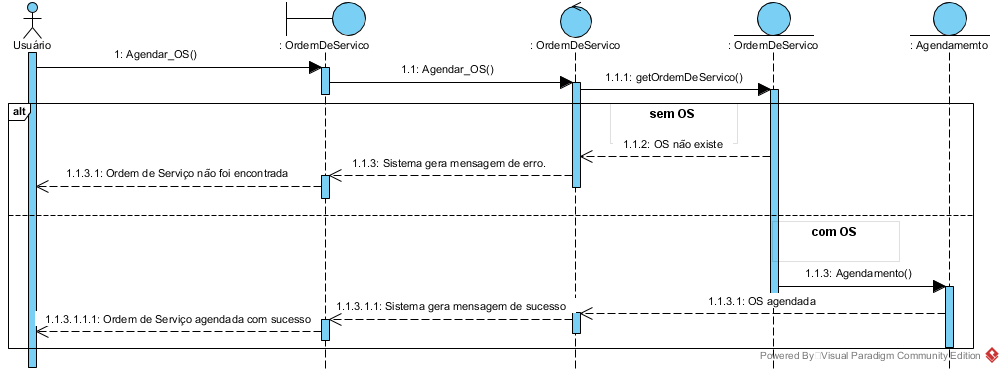 Usuário
: OrdemDeServico
: OrdemDeServico
: OrdemDeServico
: Agendamento
1: Agendar_OS()
1.1: Agendar_OS()
1.1.1: getOrdemDeServico()
alt
sem OS
1.1.2: OS não existe
1.1.3: Sistema gera mensagem de erro.
1.1.3.1: Ordem de Serviço não foi encontrada
com OS
1.1.3: Agendamento()
1.1.3.1: OS agendada
1.1.3.1.1: Sistema gera mensagem de sucesso
1.1.3.1.1.1: Ordem de Serviço agendada com sucesso
Powered By Visual Paradigm Community Edition